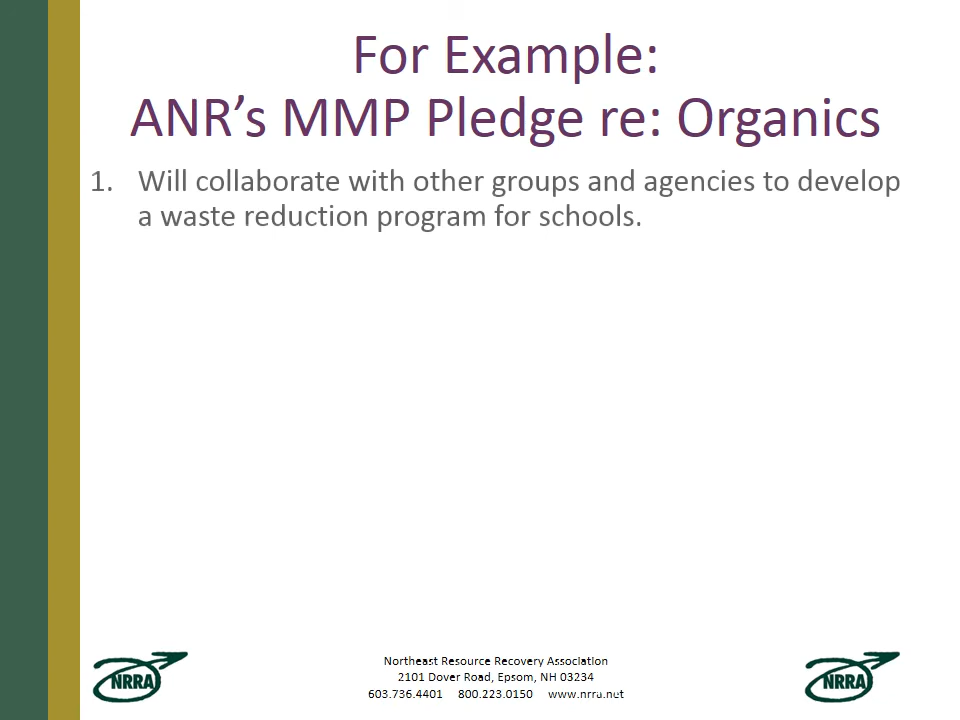 For Example:
ANR's MMP Pledge re: Organics
1. Will collaborate with other groups and agencies to develop
a waste reduction program for schools.
NRRA
Northeast Resource Recovery Association
2101 Dover Road, Epsom, NH 03234
603.736.4401 800.223.0150 www.nrra.net
NRRA